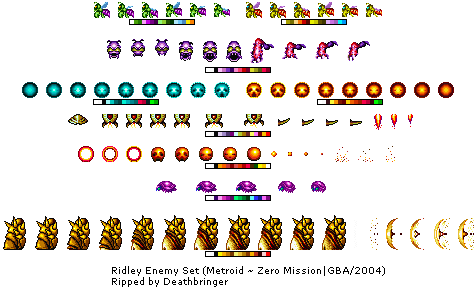 Ridley Enemy Set (Metroid ~ Zero Mission|GBA/2004)
Ripped by Deathbringer